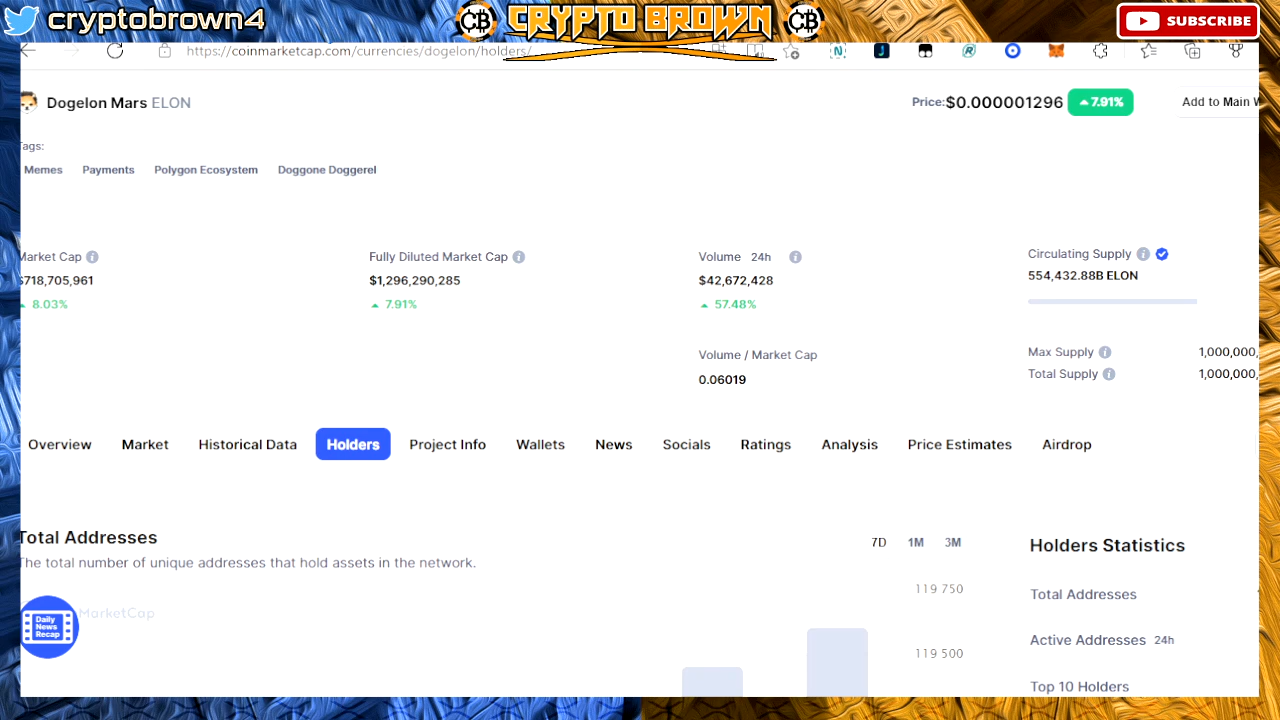 cryptobrown4
CRYPTO BROWN
SUBSCRIBE
https://coinmarketcap.com/currencies/dogelon/holders/
Dogelon Mars ELON
Price:$0.000001296 7.91%
Add to Main W
Tags:
Memes Payments Polygon Ecosystem Doggone Doggerel
Market Cap
$718,705,961
8.03%
Fully Diluted Market Cap
$1,296,290,285
7.91%
Volume 24h
$42,672,428
57.48%
Volume / Market Cap
0.06019
Circulating Supply
554,432.88B ELON
Max Supply 1,000,000,
Total Supply 1,000,000,
Overview Market Historical Data Holders Project Info Wallets News Socials Ratings Analysis Price Estimates Airdrop
Total Addresses
The total number of unique addresses that hold assets in the network.
7D 1M 3M
MarketCap
119 750
119 500
Daily
News
Recap
Holders Statistics
Total Addresses
Active Addresses 24h
Top 10 Holders